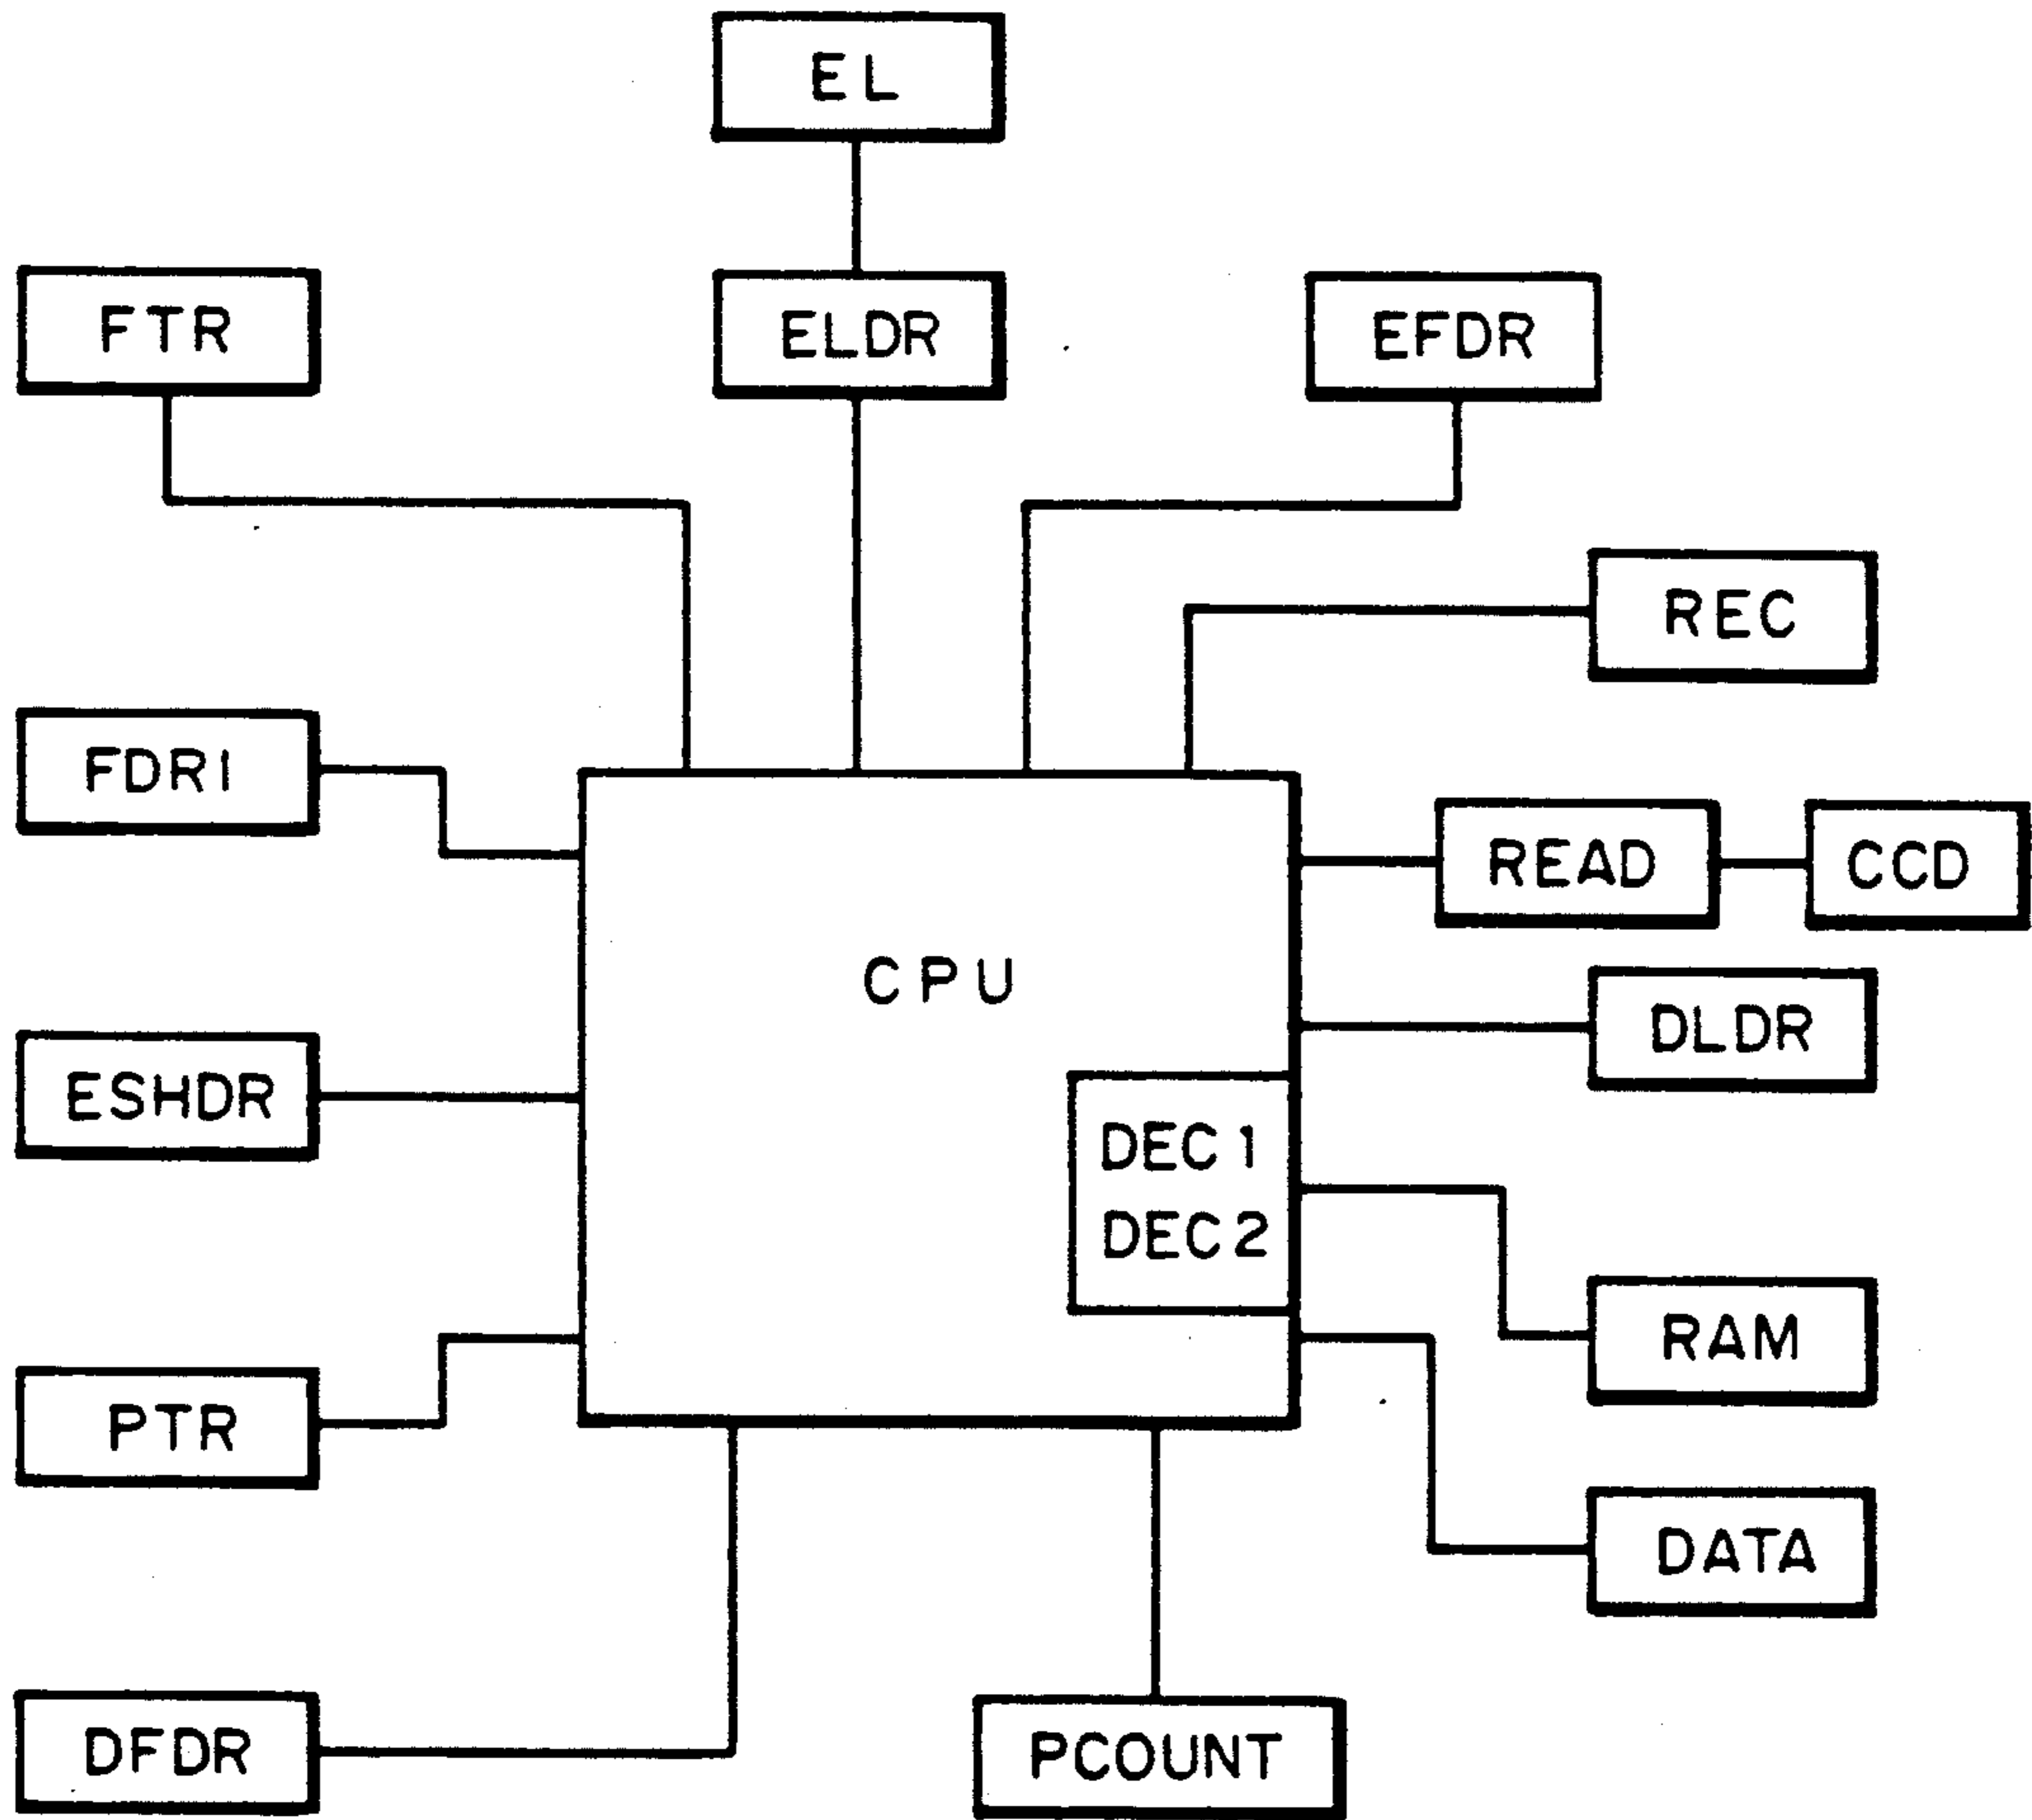 EL
FTR
ELDR
EFDR
REC
FDR1
READ
CCD
CPU
DLDR
ESHDR
DEC1
DEC2
RAM
PTR
DATA
DFDR
PCOUNT